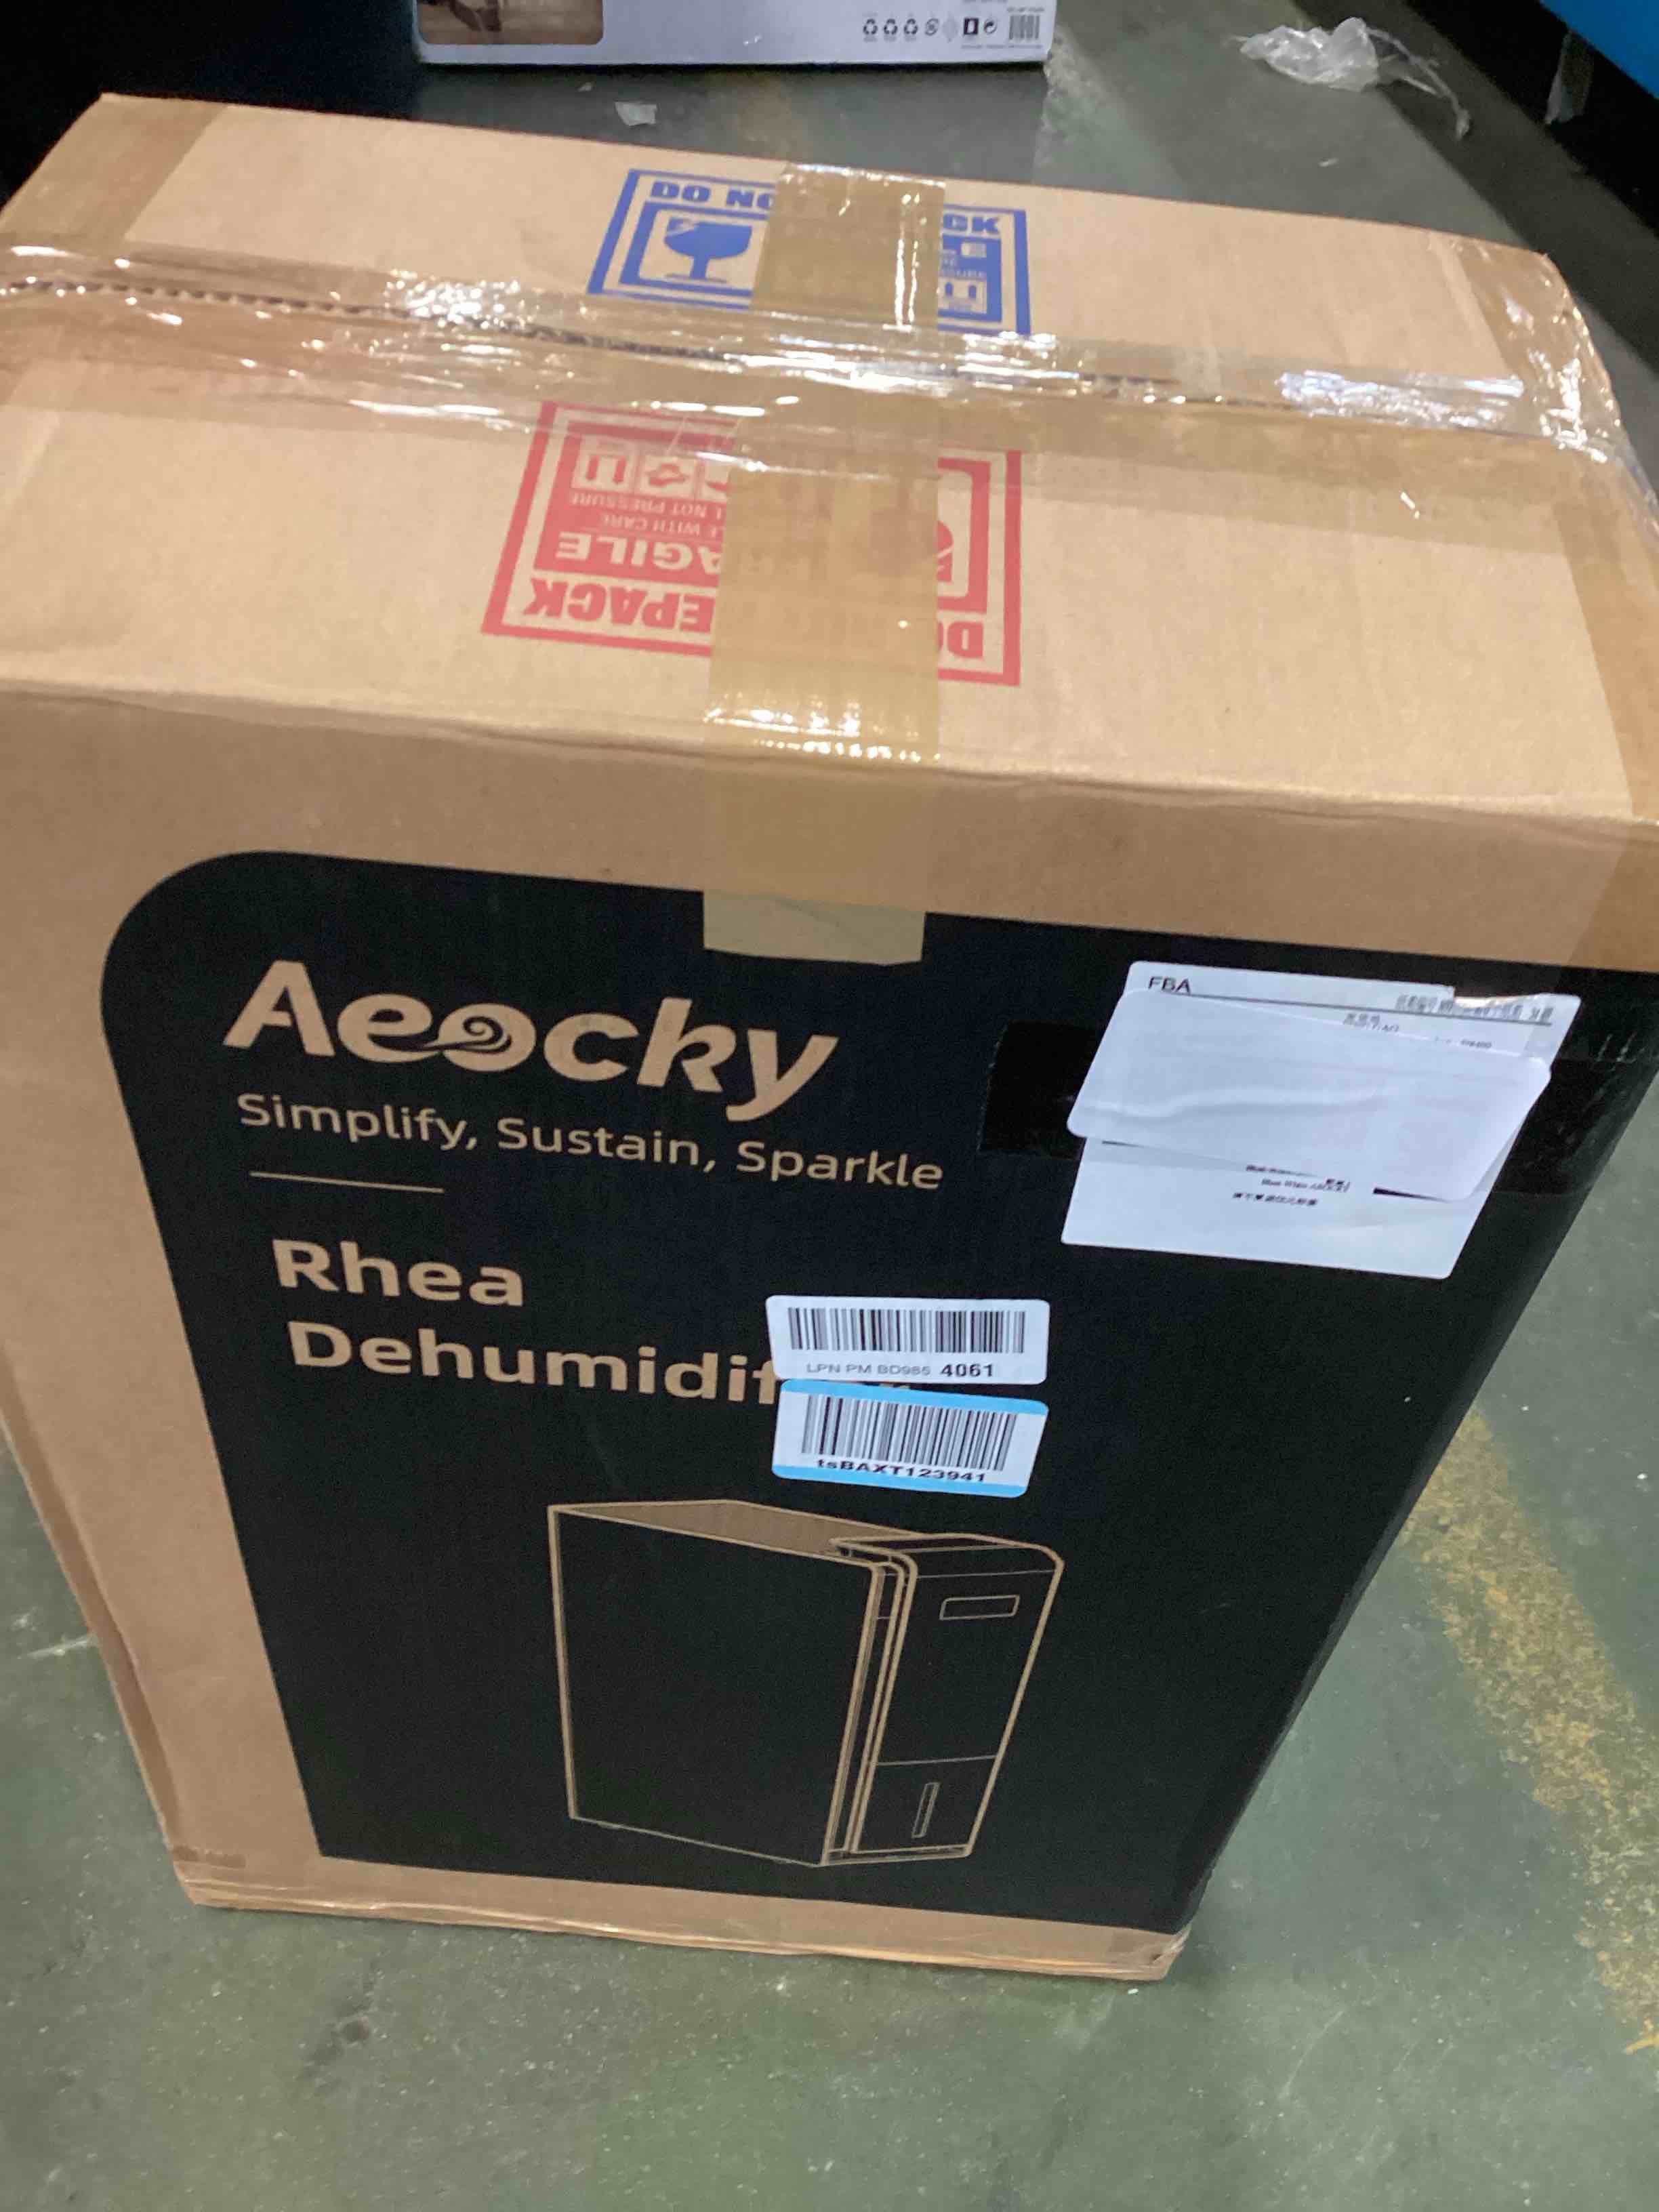 DO NO CK
DO EPACK
AGILE
LE WITH CARE
NOT PRESSURE
Aeocky
Simplify, Sustain, Sparkle
Rhea
Dehumidif
FBA
LPN PM BD985 4061
tsBAXT123941